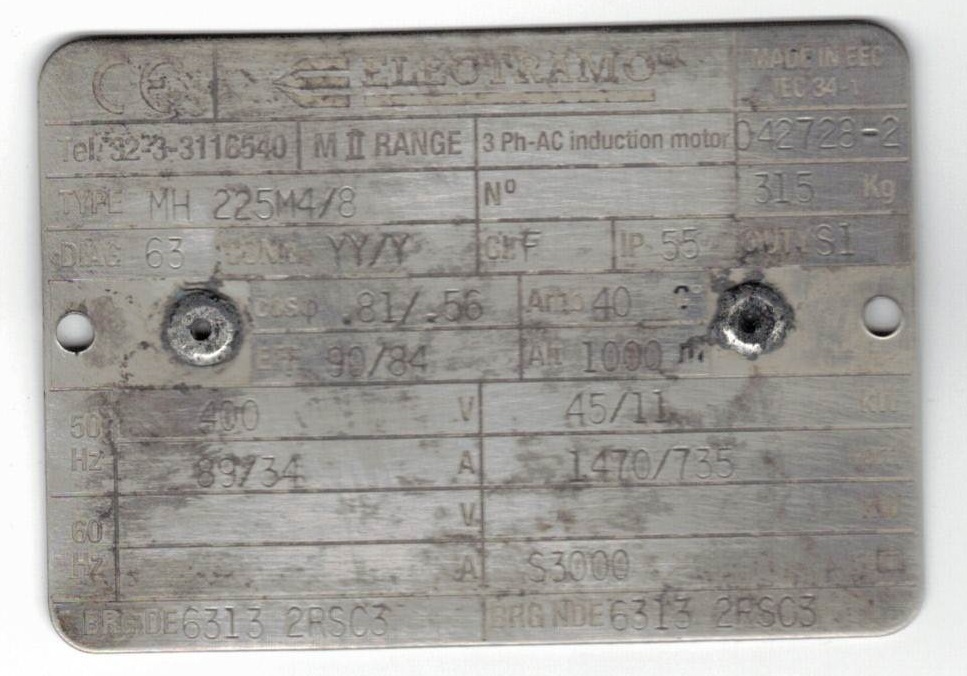 CE ELECTRAMO MADE IN EEC
IEC 34-1
Tel. 32-3-3116540 M II RANGE 3 Ph-AC induction motor D42728-2
TYPE MH 225M4/8 Nº 315 Kg
DIAG 63 CONN. YY/Y Cl. F IP 55 DUTY S1
cosφ .81/.56 Amb 40 °C
Eff 90/84 Alt 1000 m
50 400 V 45/11 kW
Hz 89/34 A 1470/735
60 V
Hz A S3000
BRG DE 6313 2RSC3 BRG NDE 6313 2RSC3